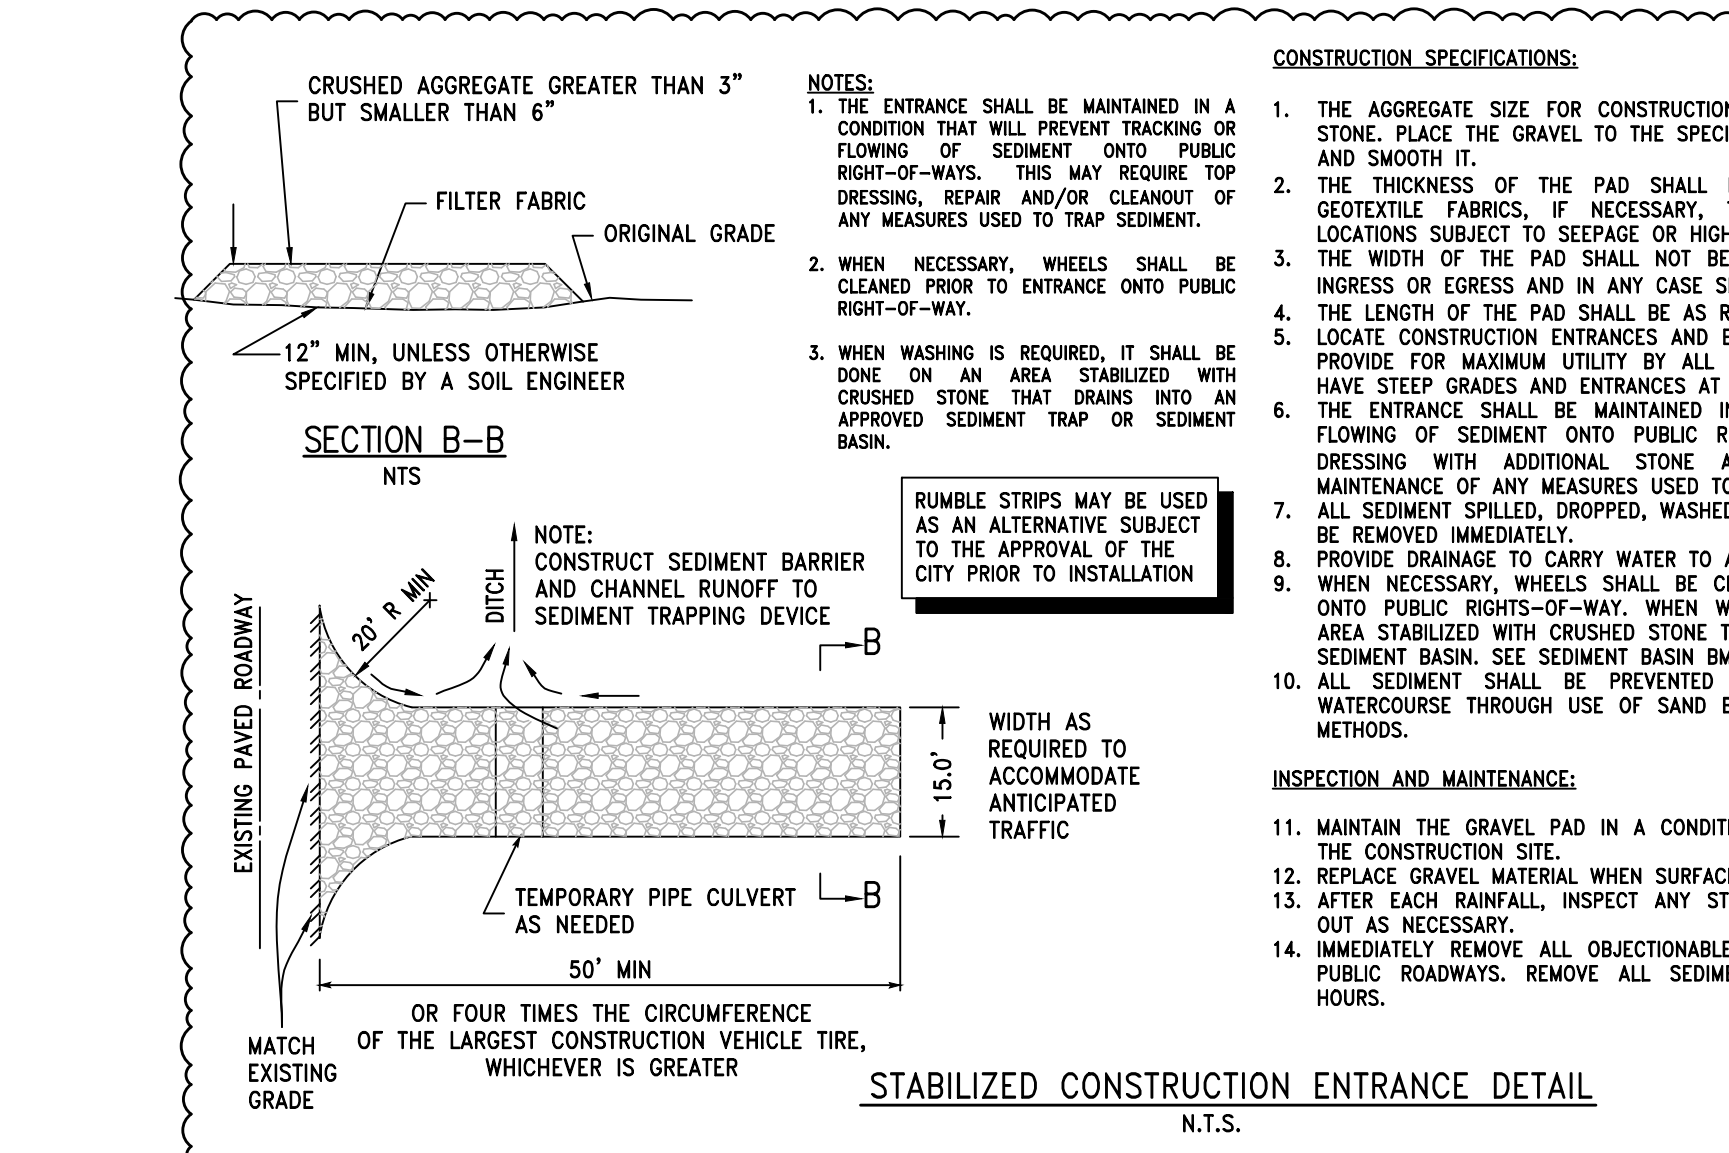 CRUSHED AGGREGATE GREATER THAN 3"
BUT SMALLER THAN 6"
FILTER FABRIC
ORIGINAL GRADE
12" MIN, UNLESS OTHERWISE
SPECIFIED BY A SOIL ENGINEER
SECTION B-B
NTS
NOTES:
1. THE ENTRANCE SHALL BE MAINTAINED IN A
CONDITION THAT WILL PREVENT TRACKING OR
FLOWING OF SEDIMENT ONTO PUBLIC
RIGHT-OF-WAYS. THIS MAY REQUIRE TOP
DRESSING, REPAIR AND/OR CLEANOUT OF
ANY MEASURES USED TO TRAP SEDIMENT.
2. WHEN NECESSARY, WHEELS SHALL BE
CLEANED PRIOR TO ENTRANCE ONTO PUBLIC
RIGHT-OF-WAY.
3. WHEN WASHING IS REQUIRED, IT SHALL BE
DONE ON AN AREA STABILIZED WITH
CRUSHED STONE THAT DRAINS INTO AN
APPROVED SEDIMENT TRAP OR SEDIMENT
BASIN.
RUMBLE STRIPS MAY BE USED
AS AN ALTERNATIVE SUBJECT
TO THE APPROVAL OF THE
CITY PRIOR TO INSTALLATION
NOTE:
CONSTRUCT SEDIMENT BARRIER
AND CHANNEL RUNOFF TO
SEDIMENT TRAPPING DEVICE
DITCH
20' R MIN
EXISTING PAVED ROADWAY
B
15.0'
WIDTH AS
REQUIRED TO
ACCOMMODATE
ANTICIPATED
TRAFFIC
B
TEMPORARY PIPE CULVERT
AS NEEDED
50' MIN
OR FOUR TIMES THE CIRCUMFERENCE
OF THE LARGEST CONSTRUCTION VEHICLE TIRE,
WHICHEVER IS GREATER
MATCH
EXISTING
GRADE
CONSTRUCTION SPECIFICATIONS:
1. THE AGGREGATE SIZE FOR
STONE. PLACE THE GRAVEL TO THE
AND SMOOTH IT.
2. THE THICKNESS OF THE PAD SHALL
GEOTEXTILE FABRICS, IF NECESSARY,
LOCATIONS SUBJECT TO SEEPAGE OR
3. THE WIDTH OF THE PAD SHALL NOT BE
INGRESS OR EGRESS AND IN ANY CASE
4. THE LENGTH OF THE PAD SHALL BE AS
5. LOCATE CONSTRUCTION ENTRANCES AND
PROVIDE FOR MAXIMUM UTILITY BY ALL
HAVE STEEP GRADES AND ENTRANCES AT
6. THE ENTRANCE SHALL BE MAINTAINED
FLOWING OF SEDIMENT ONTO PUBLIC
DRESSING WITH ADDITIONAL STONE
MAINTENANCE OF ANY MEASURES USED
7. ALL SEDIMENT SPILLED, DROPPED,
BE REMOVED IMMEDIATELY.
8. PROVIDE DRAINAGE TO CARRY WATER TO
9. WHEN NECESSARY, WHEELS SHALL BE
ONTO PUBLIC RIGHTS-OF-WAY. WHEN
AREA STABILIZED WITH CRUSHED STONE
SEDIMENT BASIN. SEE SEDIMENT BASIN
10. ALL SEDIMENT SHALL BE PREVENTED
WATERCOURSE THROUGH USE OF SAND
METHODS.
INSPECTION AND MAINTENANCE:
11. MAINTAIN THE GRAVEL PAD IN A
THE CONSTRUCTION SITE.
12. REPLACE GRAVEL MATERIAL WHEN
13. AFTER EACH RAINFALL, INSPECT ANY
OUT AS NECESSARY.
14. IMMEDIATELY REMOVE ALL OBJECTIONABLE
PUBLIC ROADWAYS. REMOVE ALL
HOURS.
STABILIZED CONSTRUCTION ENTRANCE DETAIL
N.T.S.